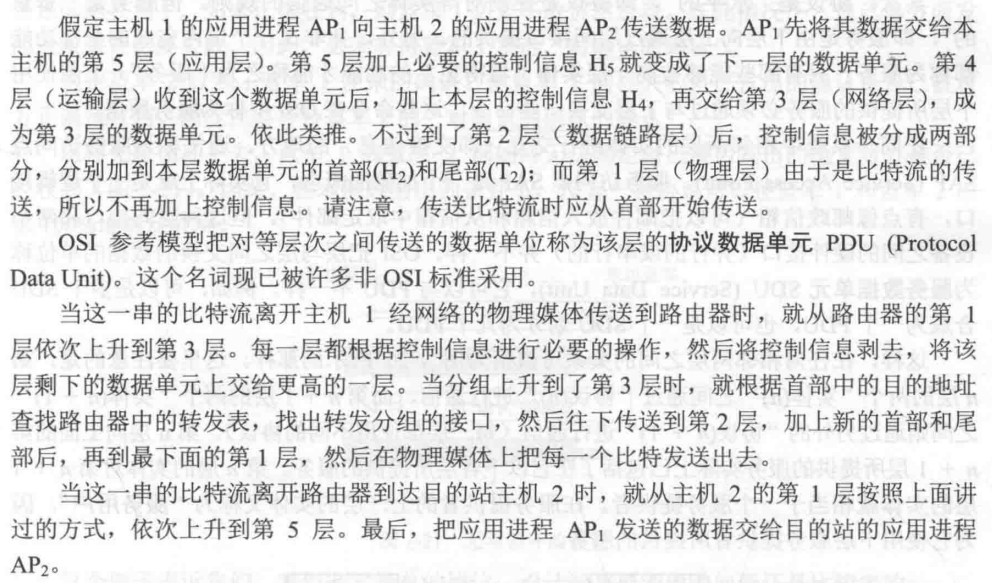 假定主机 1 的应用进程 AP₁向主机 2 的应用进程 AP₂传送数据。AP₁先将其数据交给本
主机的第 5 层（应用层）。第 5 层加上必要的控制信息 H₅就变成了下一层的数据单元。第 4
层（运输层）收到这个数据单元后，加上本层的控制信息 H₄，再交给第 3 层（网络层），成
为第 3 层的数据单元。依此类推。不过到了第 2 层（数据链路层）后，控制信息被分成两部
分，分别加到本层数据单元的首部(H₂)和尾部(T₂)；而第 1 层（物理层）由于是比特流的传
送，所以不再加上控制信息。请注意，传送比特流时应从首部开始传送。
OSI 参考模型把对等层次之间传送的数据单位称为该层的协议数据单元 PDU (Protocol
Data Unit)。这个名词现已被许多非 OSI 标准采用。
当这一串的比特流离开主机 1 经网络的物理媒体传送到路由器时，就从路由器的第 1
层依次上升到第 3 层。每一层都根据控制信息进行必要的操作，然后将控制信息剥去，将该
层剩下的数据单元上交给更高的一层。当分组上升到了第 3 层时，就根据首部中的目的地址
查找路由器中的转发表，找出转发分组的接口，然后往下传送到第 2 层，加上新的首部和尾
部后，再到最下面的第 1 层，然后在物理媒体上把每一个比特发送出去。
当这一串的比特流离开路由器到达目的站主机 2 时，就从主机 2 的第 1 层按照上面讲
过的方式，依次上升到第 5 层。最后，把应用进程 AP₁ 发送的数据交给目的站的应用进程
AP₂。